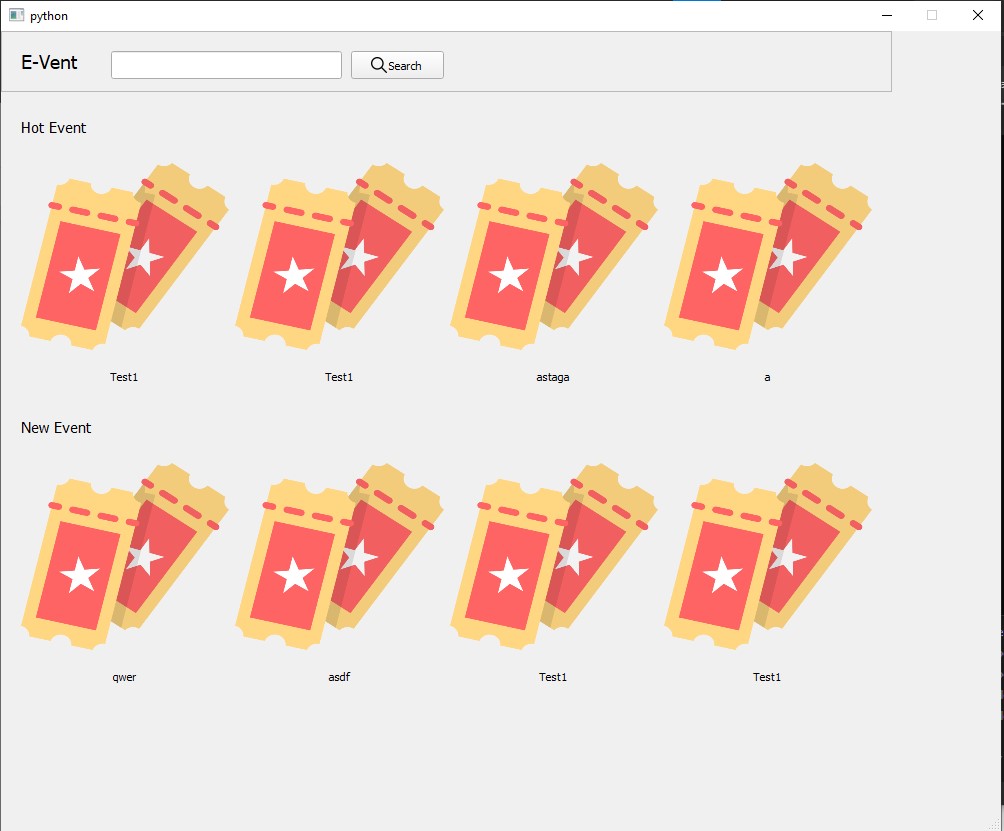 python
E-Vent Search
Hot Event
Test1 Test1 astaga a
New Event
qwer asdf Test1 Test1